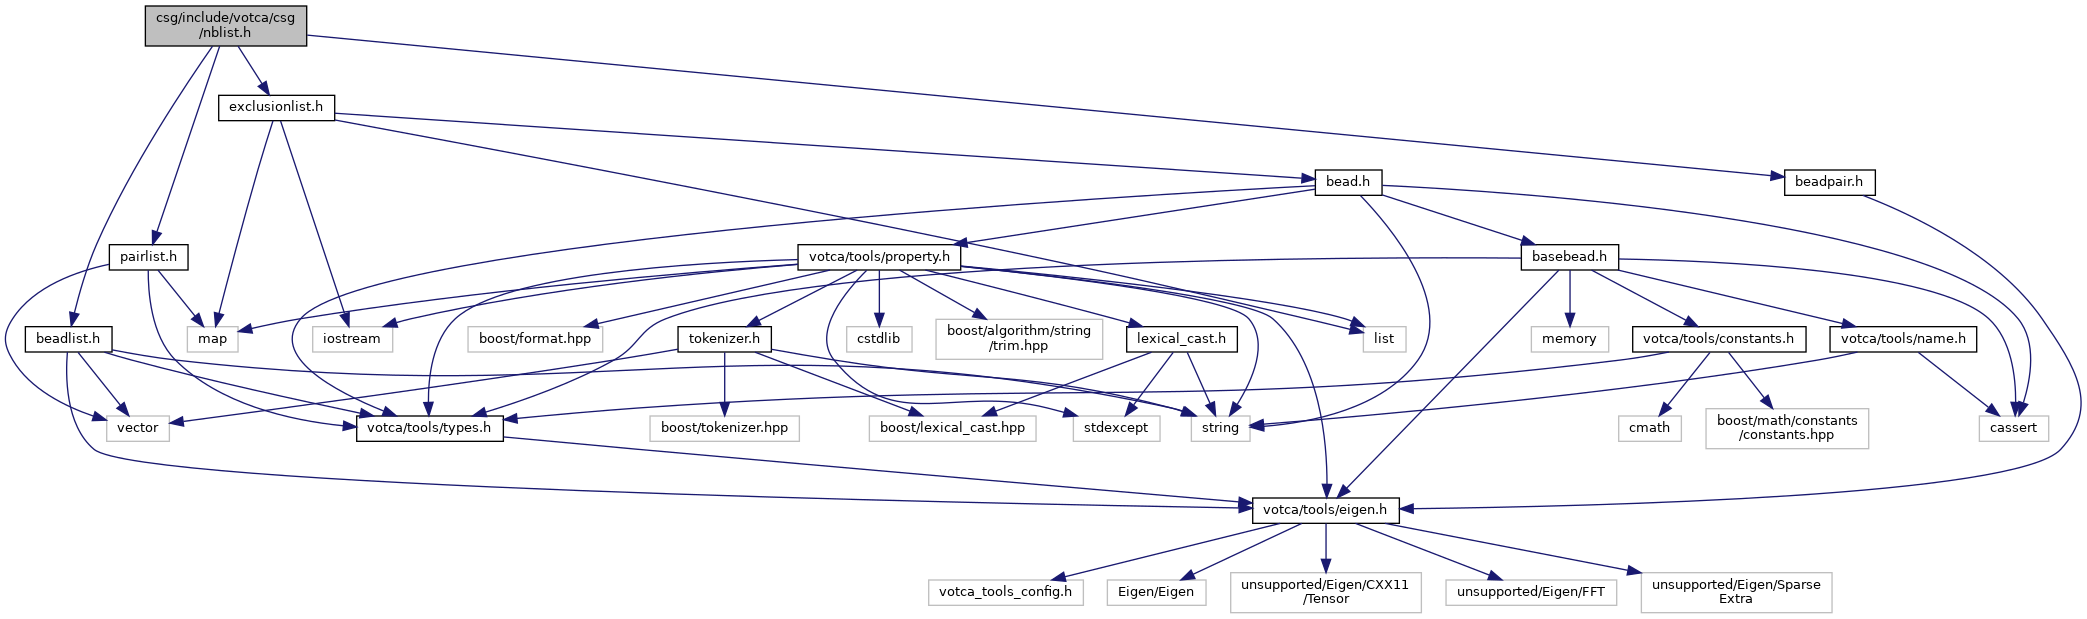 csg/include/votca/csg
/nblist.h
exclusionlist.h
bead.h
beadpair.h
pairlist.h
votca/tools/property.h
basebead.h
beadlist.h
map
iostream
boost/format.hpp
tokenizer.h
cstdlib
boost/algorithm/string
/trim.hpp
lexical_cast.h
list
memory
votca/tools/constants.h
votca/tools/name.h
vector
votca/tools/types.h
boost/tokenizer.hpp
boost/lexical_cast.hpp
stdexcept
string
cmath
boost/math/constants
/constants.hpp
cassert
votca/tools/eigen.h
votca_tools_config.h
Eigen/Eigen
unsupported/Eigen/CXX11
/Tensor
unsupported/Eigen/FFT
unsupported/Eigen/Sparse
Extra